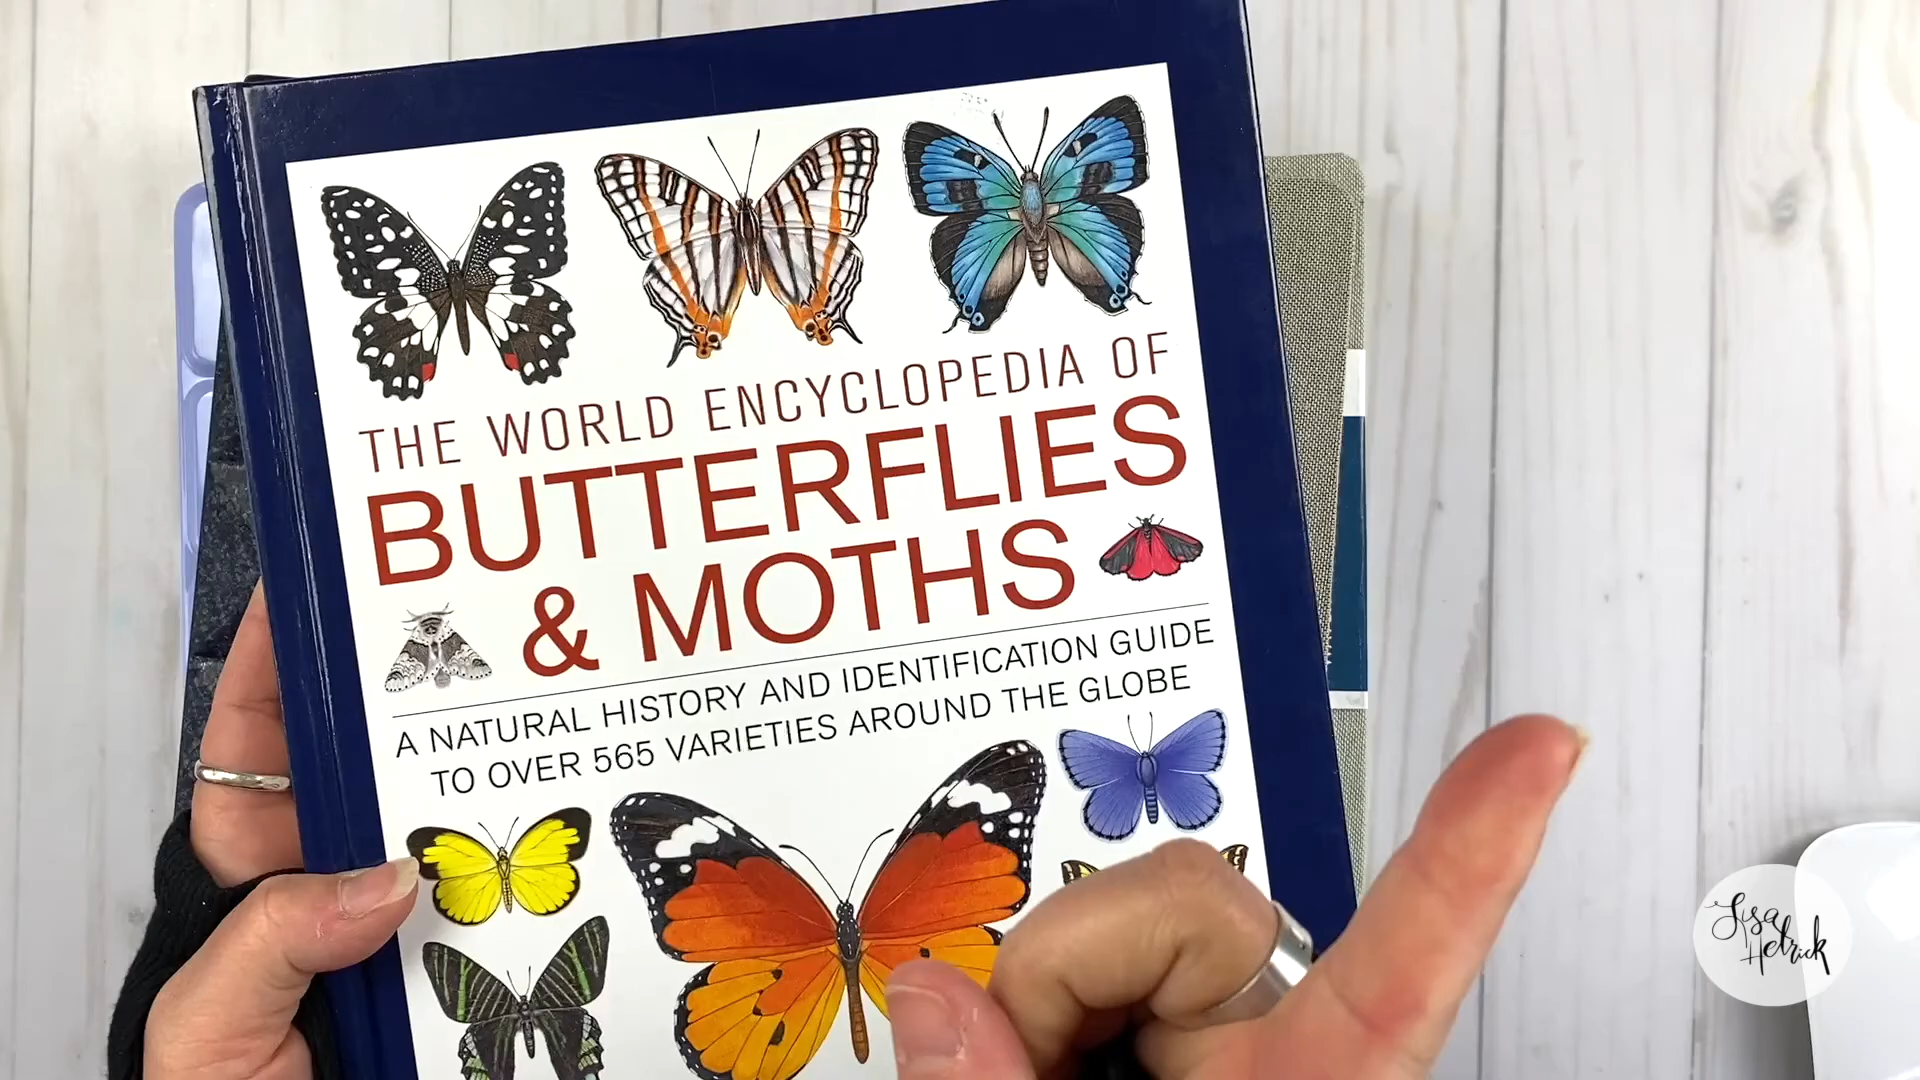 THE WORLD ENCYCLOPEDIA OF
BUTTERFLIES
& MOTHS
A NATURAL HISTORY AND IDENTIFICATION GUIDE
TO OVER 565 VARIETIES AROUND THE GLOBE
Lisa
Hetrick